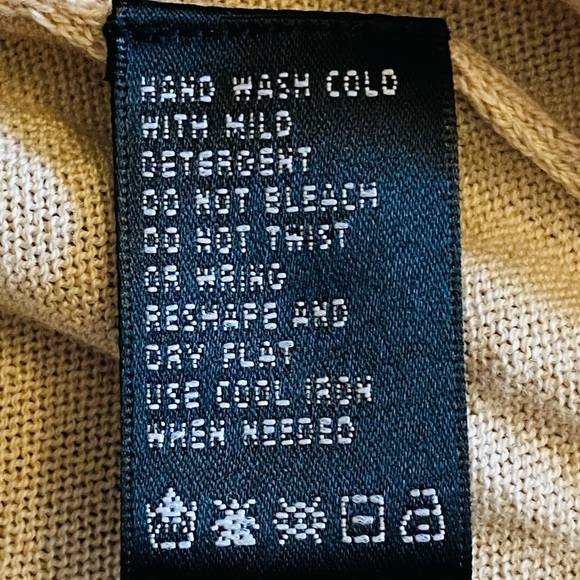 HAND WASH COLD
WITH MILD
DETERGENT
DO NOT BLEACH
DO NOT TWIST
OR WRING
RESHAPE AND
DRY FLAT
USE COOL IRON
WHEN NEEDED